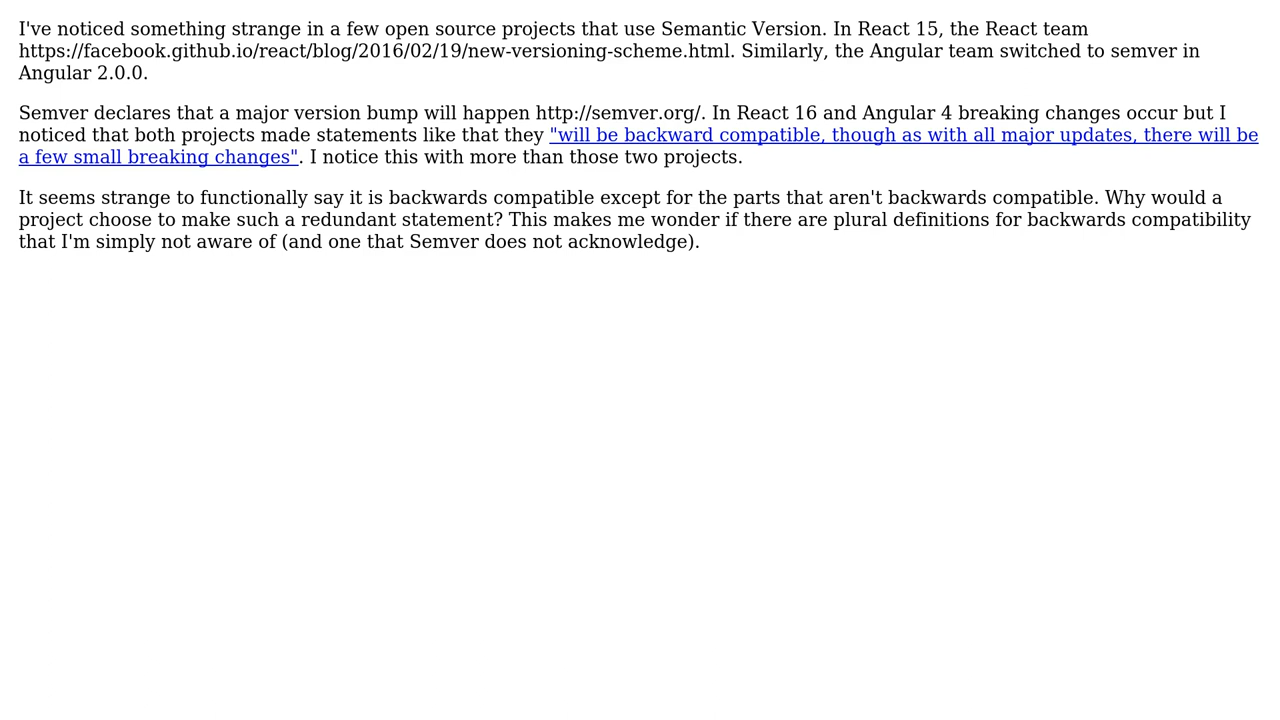 I've noticed something strange in a few open source projects that use Semantic Version. In React 15, the React team
https://facebook.github.io/react/blog/2016/02/19/new-versioning-scheme.html. Similarly, the Angular team switched to semver in
Angular 2.0.0.
Semver declares that a major version bump will happen http://semver.org/. In React 16 and Angular 4 breaking changes occur but I
noticed that both projects made statements like that they "will be backward compatible, though as with all major updates, there will be
a few small breaking changes". I notice this with more than those two projects.
It seems strange to functionally say it is backwards compatible except for the parts that aren't backwards compatible. Why would a
project choose to make such a redundant statement? This makes me wonder if there are plural definitions for backwards compatibility
that I'm simply not aware of (and one that Semver does not acknowledge).